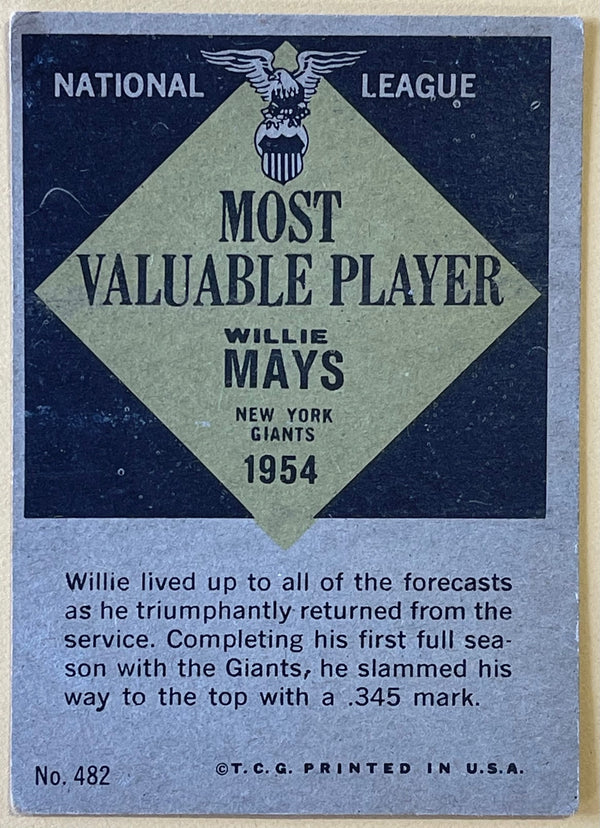 NATIONAL LEAGUE
MOST
VALUABLE PLAYER
WILLIE
MAYS
NEW YORK
GIANTS
1954
Willie lived up to all of the forecasts
as he triumphantly returned from the
service. Completing his first full sea-
son with the Giants, he slammed his
way to the top with a .345 mark.
No. 482
©T.C.G. PRINTED IN U.S.A.